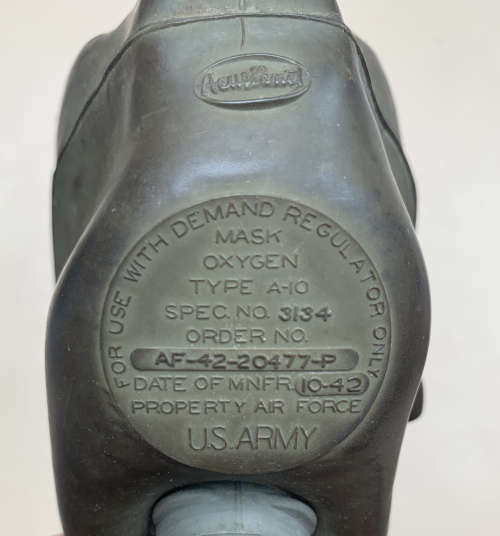 FOR USE WITH DEMAND REGULATOR ONLY
MASK
OXYGEN
TYPE A-10
SPEC. NO. 3134
ORDER NO.
AF-42-20477-P
DATE OF MNFR. 10-42
PROPERTY AIR FORCE
U.S. ARMY